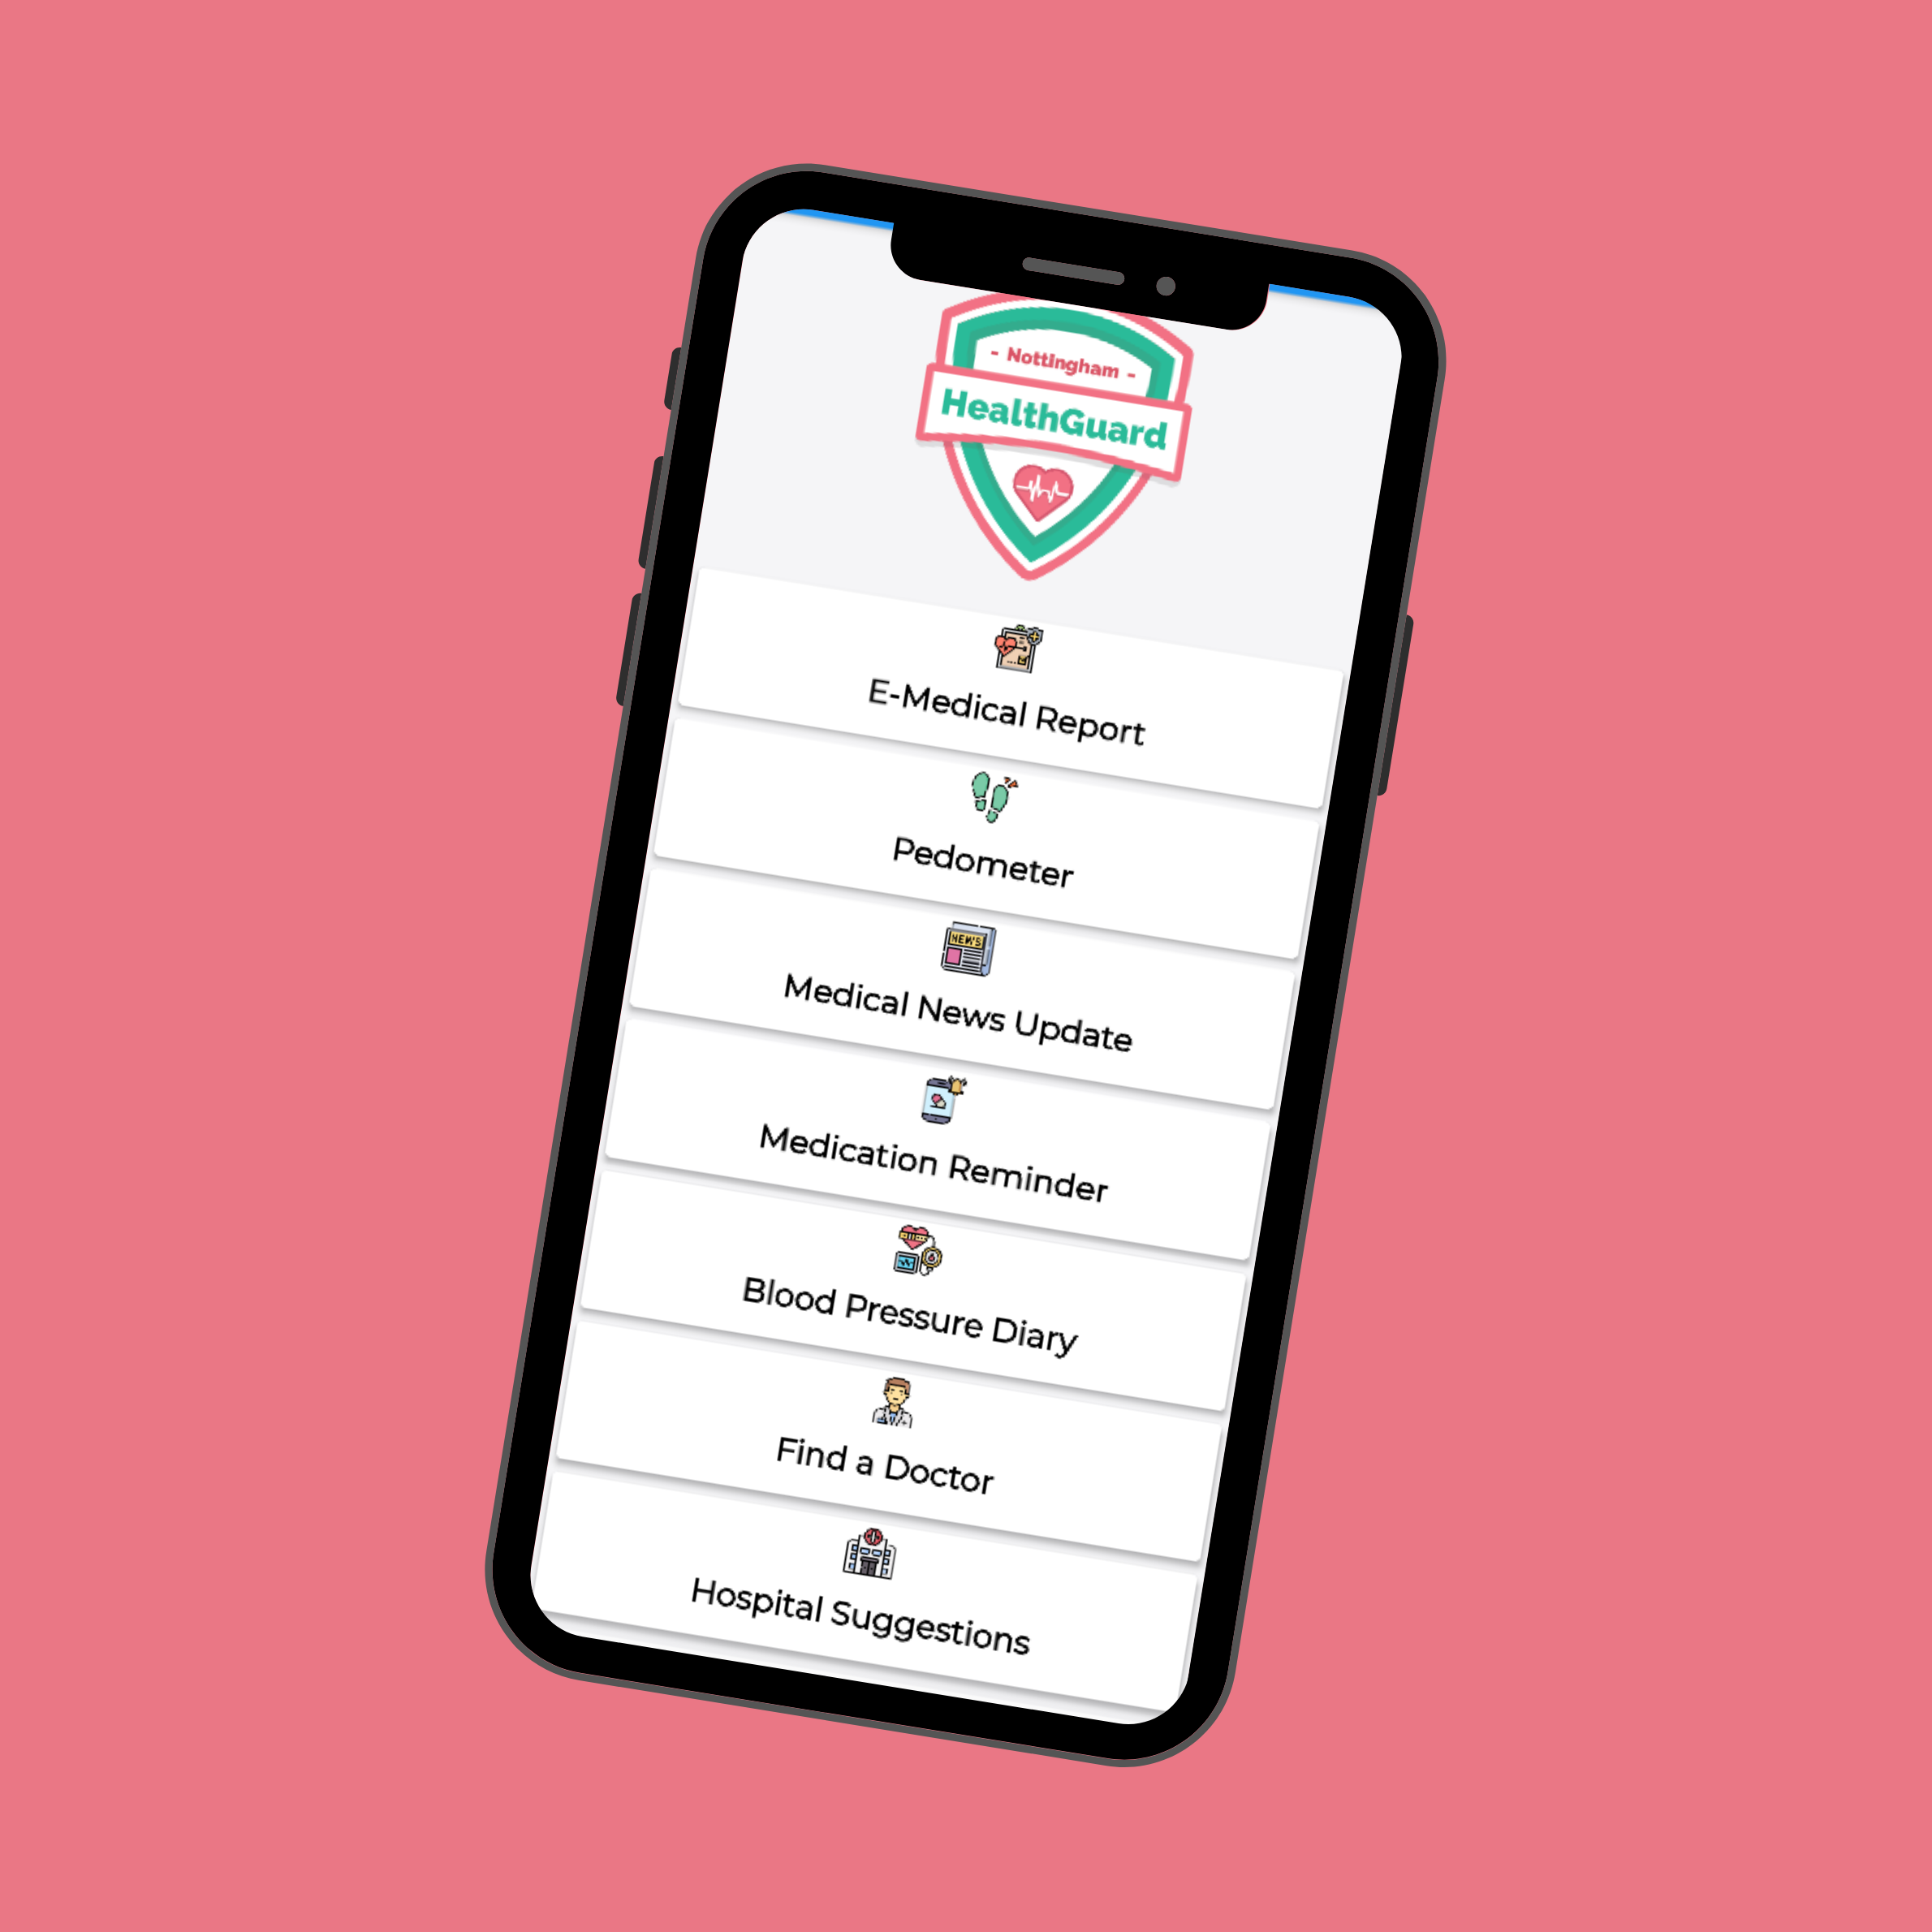 - Nottingham -
HealthGuard
E-Medical Report
Pedometer
NEWS
Medical News Update
Medication Reminder
Blood Pressure Diary
Find a Doctor
Hospital Suggestions